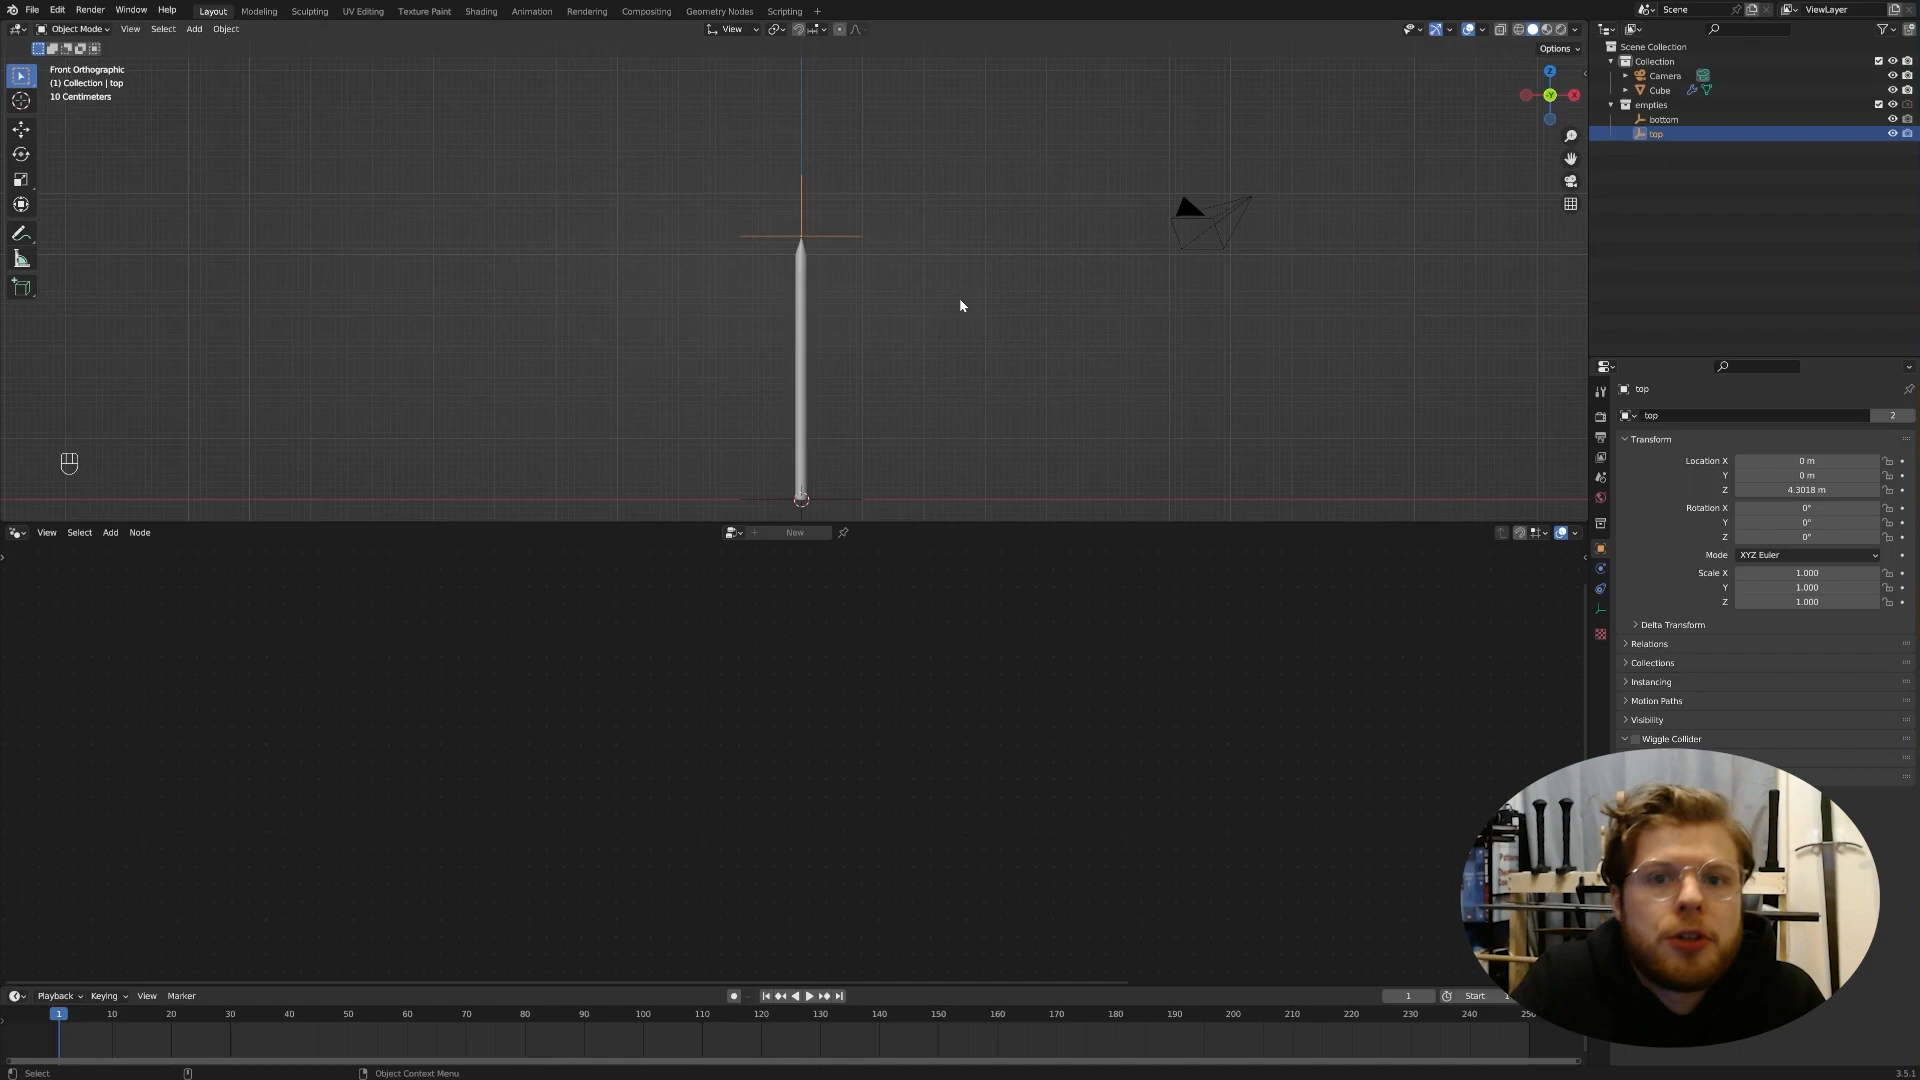 File Edit Render Window Help Layout Modeling Sculpting UV Editing Texture Paint Shading Animation Rendering Compositing Geometry Nodes Scripting + Scene ViewLayer
Object Mode View Select Add Object View
Options
Front Orthographic
(1) Collection | top
10 Centimeters
Z
-Y
X
Scene Collection
Collection
Camera
Cube
empties
bottom
top
top
top 2
Transform
Location X 0 m
Y 0 m
Z 4.3018 m
Rotation X 0°
Y 0°
Z 0°
Mode XYZ Euler
Scale X 1.000
Y 1.000
Z 1.000
Delta Transform
Relations
Collections
Instancing
Motion Paths
Visibility
Wiggle Collider
View Select Add Node New
Playback Keying View Marker 1 Start
1 10 20 30 40 50 60 70 80 90 100 110 120 130 140 150 160 170 180 190 200 210 220 230 240
Select Object Context Menu 3.5.1